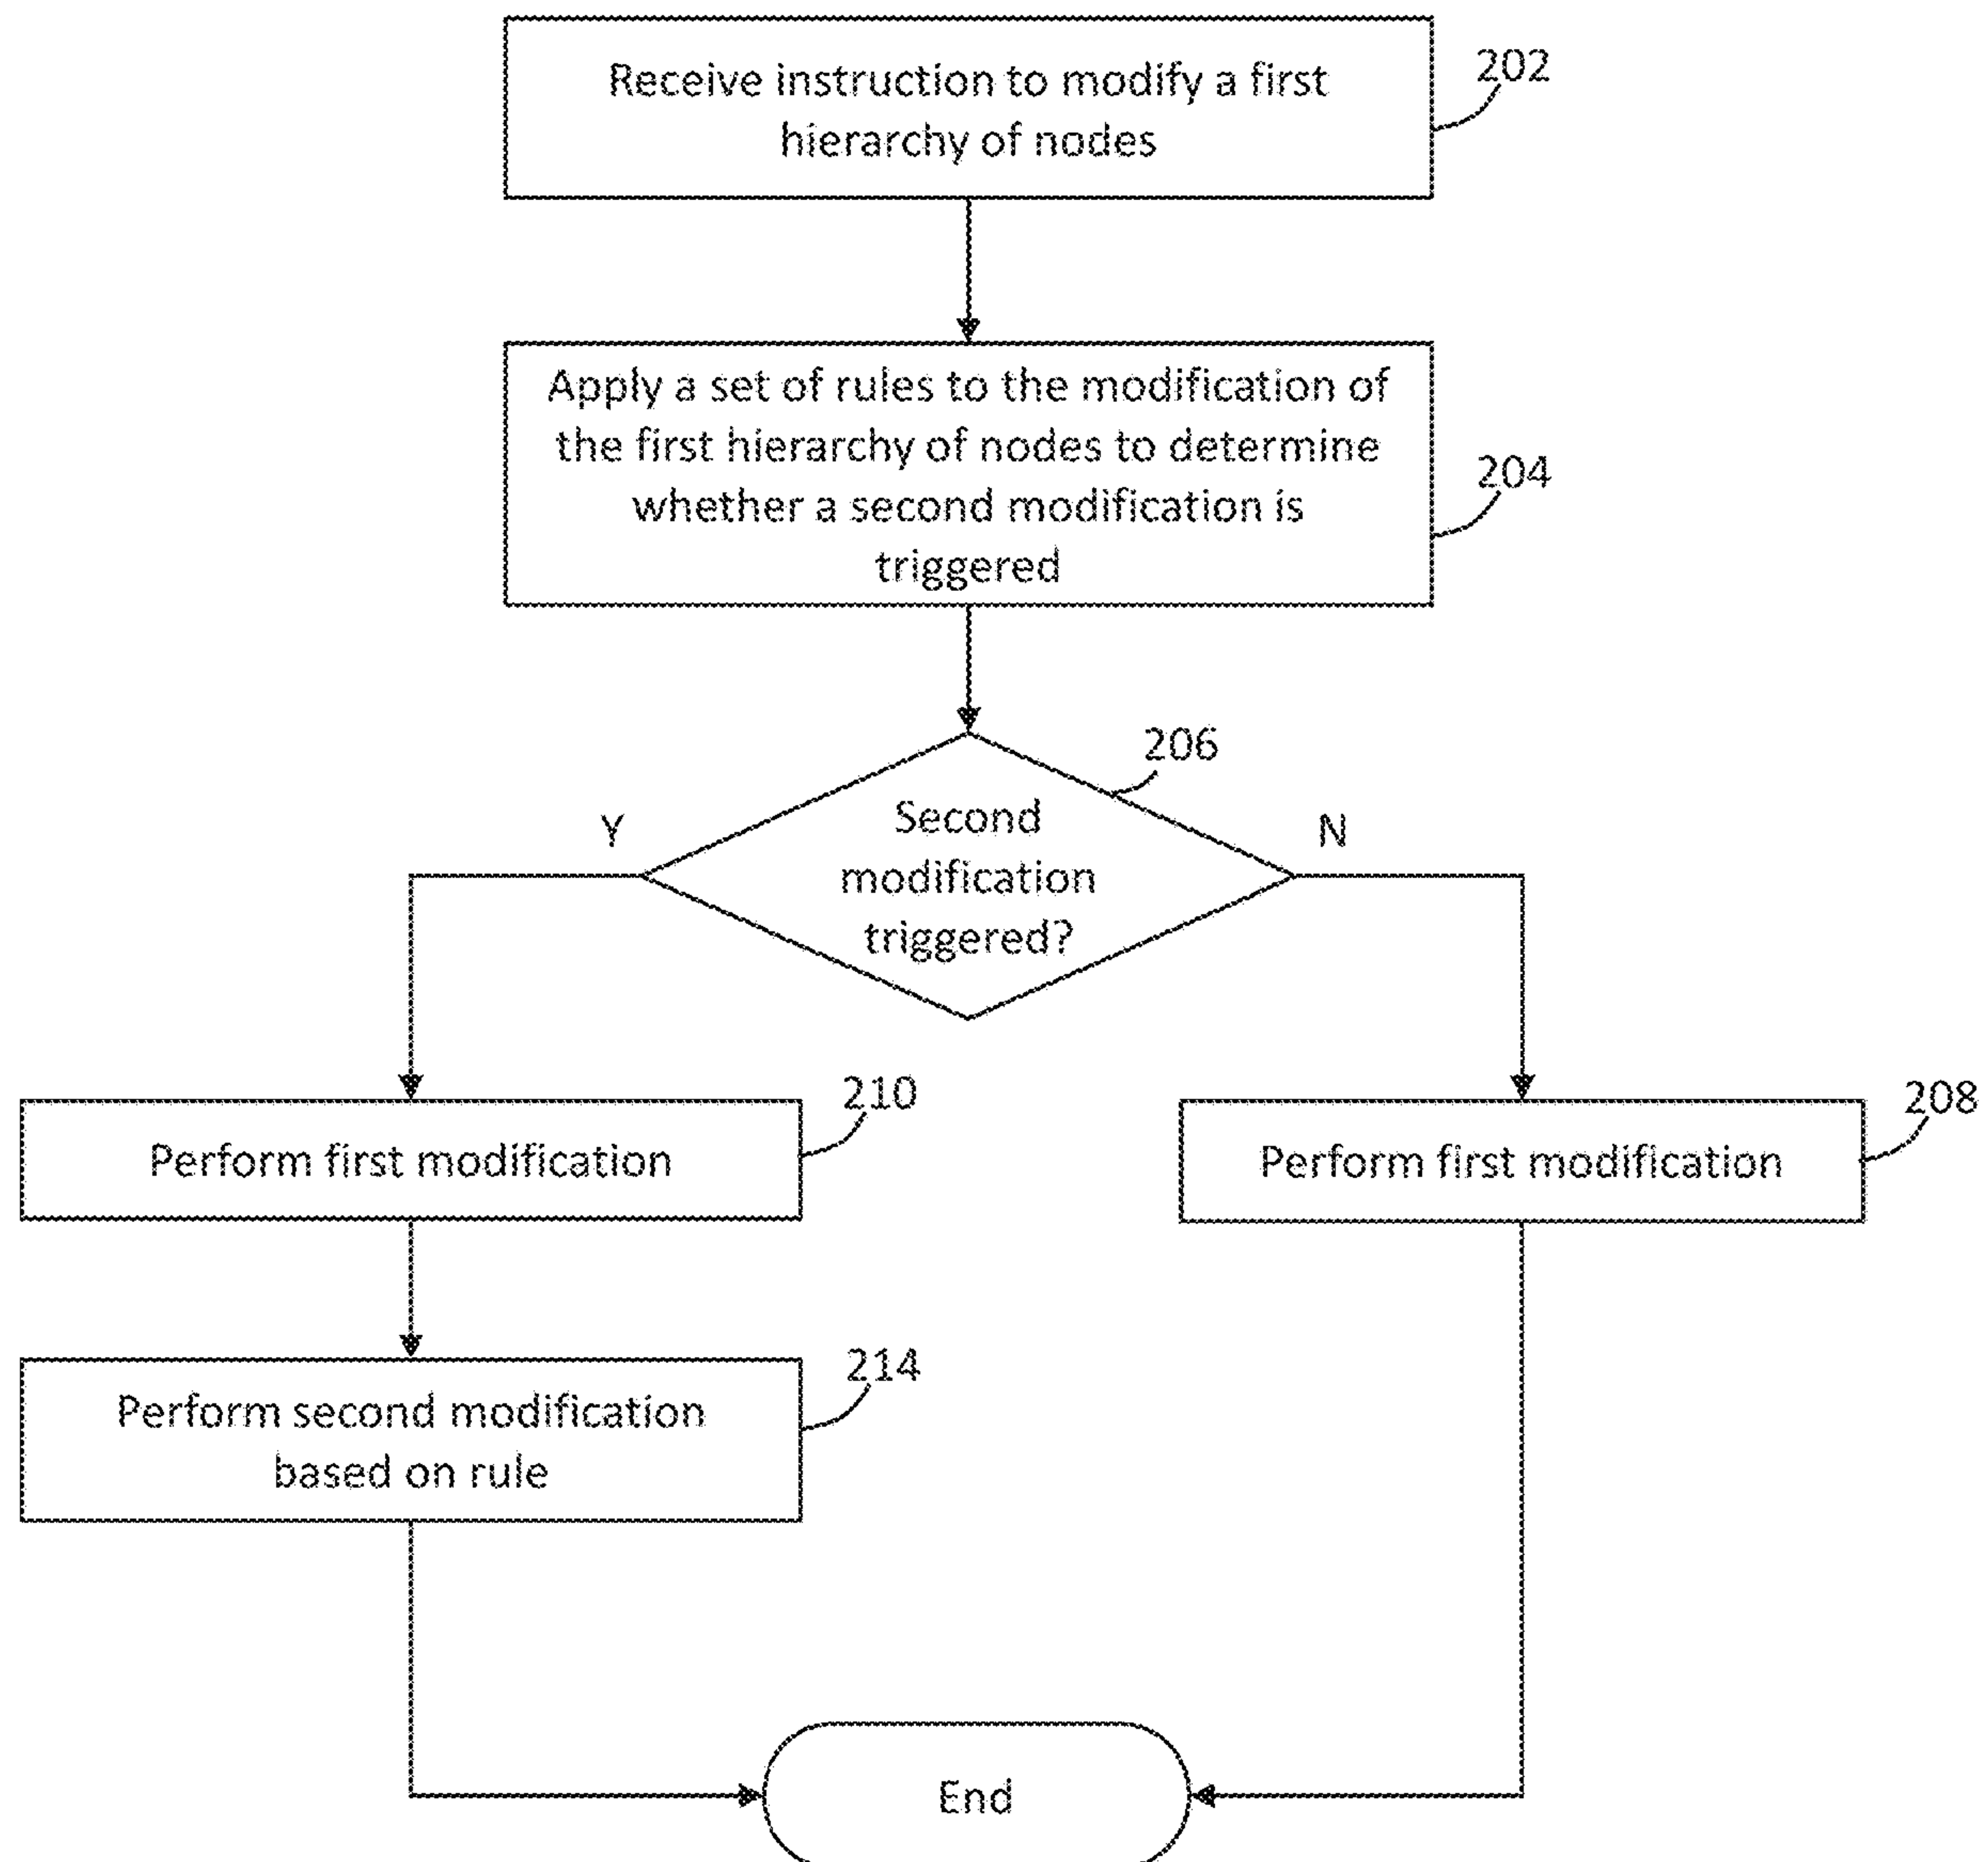 Receive instruction to modify a first
hierarchy of nodes
202
Apply a set of rules to the modification of
the first hierarchy of nodes to determine
whether a second modification is
triggered
204
206
Second
modification
triggered?
Y
N
210
Perform first modification
208
Perform first modification
214
Perform second modification
based on rule
End